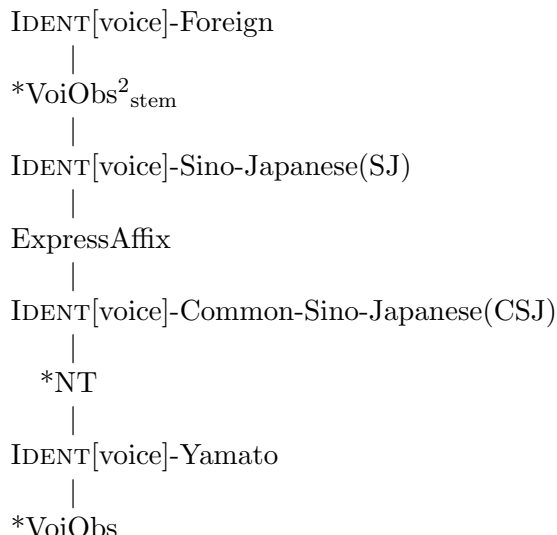 IDENT[voice]-Foreign
|
*VoiObs²stem
|
IDENT[voice]-Sino-Japanese(SJ)
|
ExpressAffix
|
IDENT[voice]-Common-Sino-Japanese(CSJ)
|
*NT
|
IDENT[voice]-Yamato
|
*VoiObs